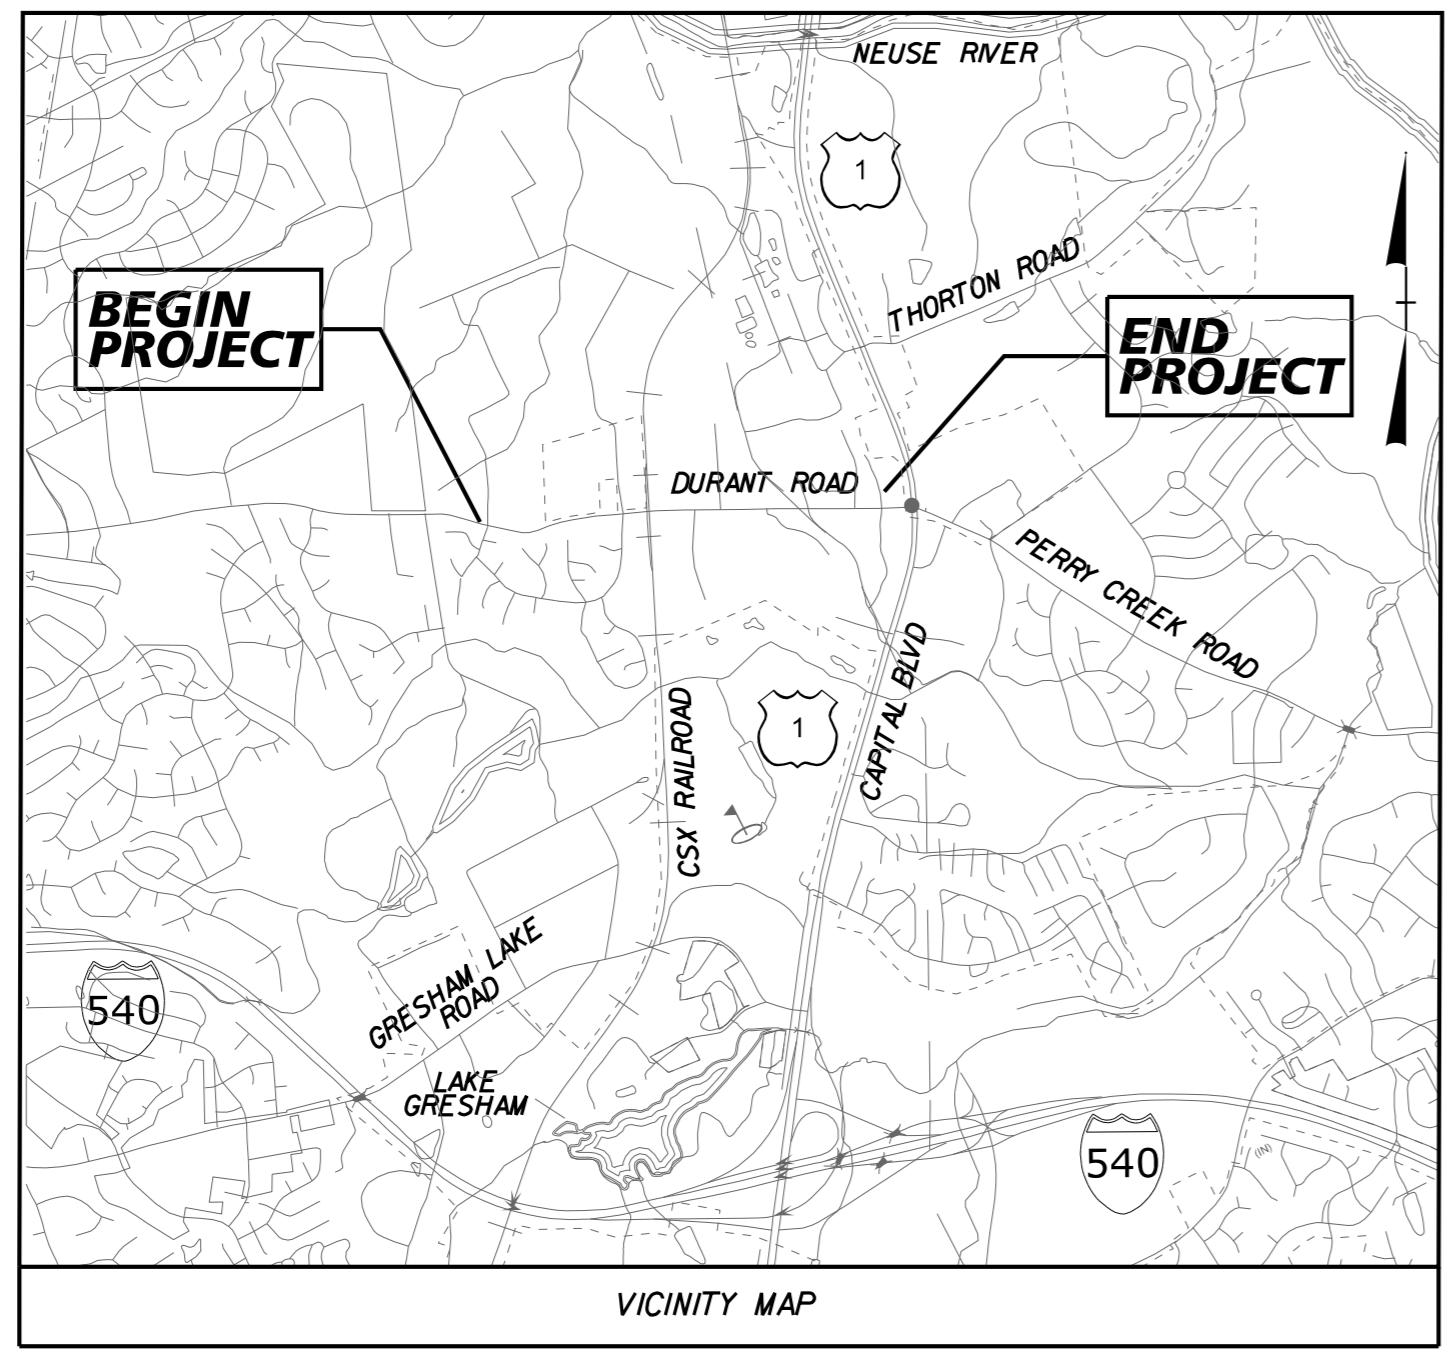 NEUSE RIVER
1
THORTON ROAD
BEGIN
PROJECT
END
PROJECT
DURANT ROAD
PERRY CREEK ROAD
CAPITAL BLVD
CSX RAILROAD
1
GRESHAM LAKE
ROAD
540
LAKE
GRESHAM
540
(IN)
VICINITY MAP